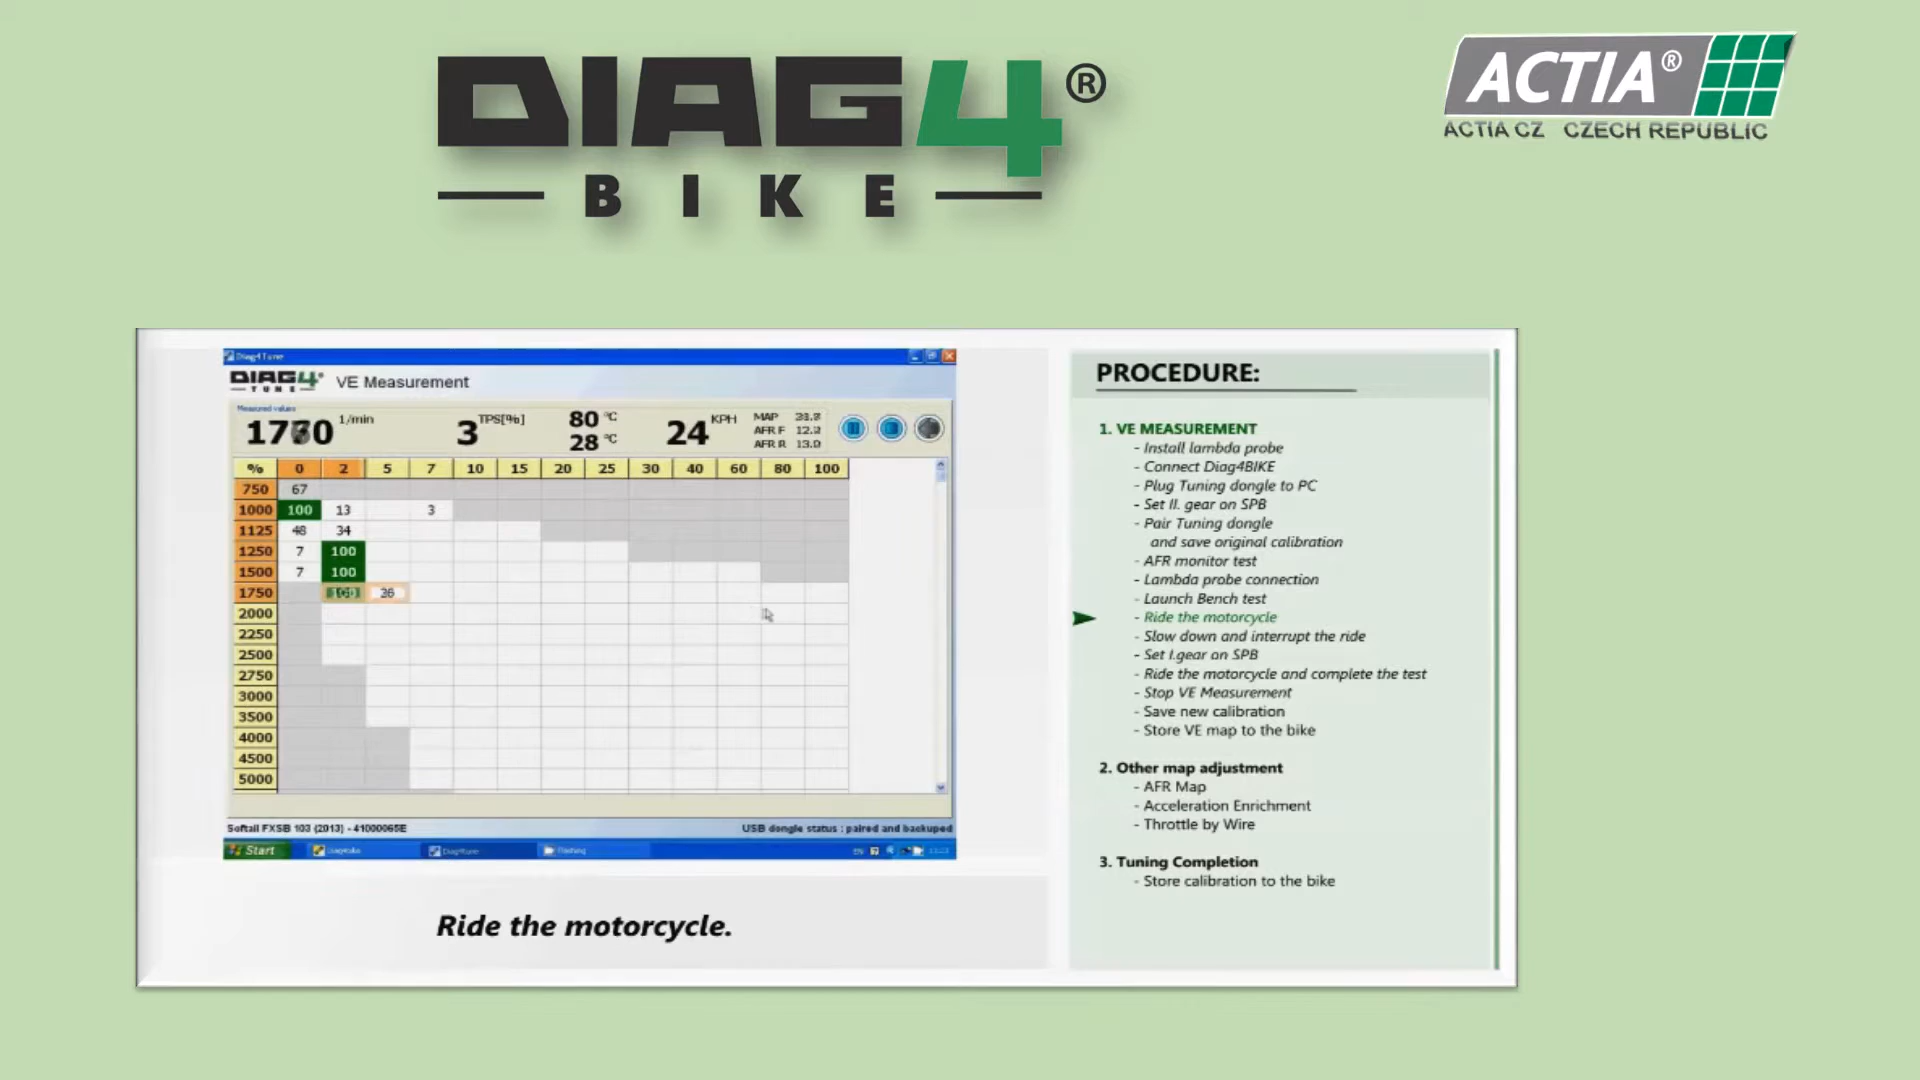 DIAG4®
BIKE
ACTIA®
ACTIA CZ CZECH REPUBLIC
Diag4Tune
DIAG4®
TUNE
VE Measurement
Measured values
1/min
3 TPS[%]
80 °C
28 °C
24 KPH
MAP
AFR F 12.2
AFR R 13.0
% 0 2 5 7 10 15 20 25 30 40 60 80 100
750 67
1000 100 13 3
1125 48 34
1250 7 100
1500 7 100
1750 26
2000
2250
2500
2750
3000
3500
4000
4500
5000
Softail FXSB 103 (2013) - 41000065E
USB dongle status : paired and backuped
Start
EN
Ride the motorcycle.
PROCEDURE:
1. VE MEASUREMENT
- Install lambda probe
- Connect Diag4BIKE
- Plug Tuning dongle to PC
- Set II. gear on SPB
- Pair Tuning dongle
and save original calibration
- AFR monitor test
- Lambda probe connection
- Launch Bench test
- Ride the motorcycle
- Slow down and interrupt the ride
- Set I.gear on SPB
- Ride the motorcycle and complete the test
- Stop VE Measurement
- Save new calibration
- Store VE map to the bike
2. Other map adjustment
- AFR Map
- Acceleration Enrichment
- Throttle by Wire
3. Tuning Completion
- Store calibration to the bike